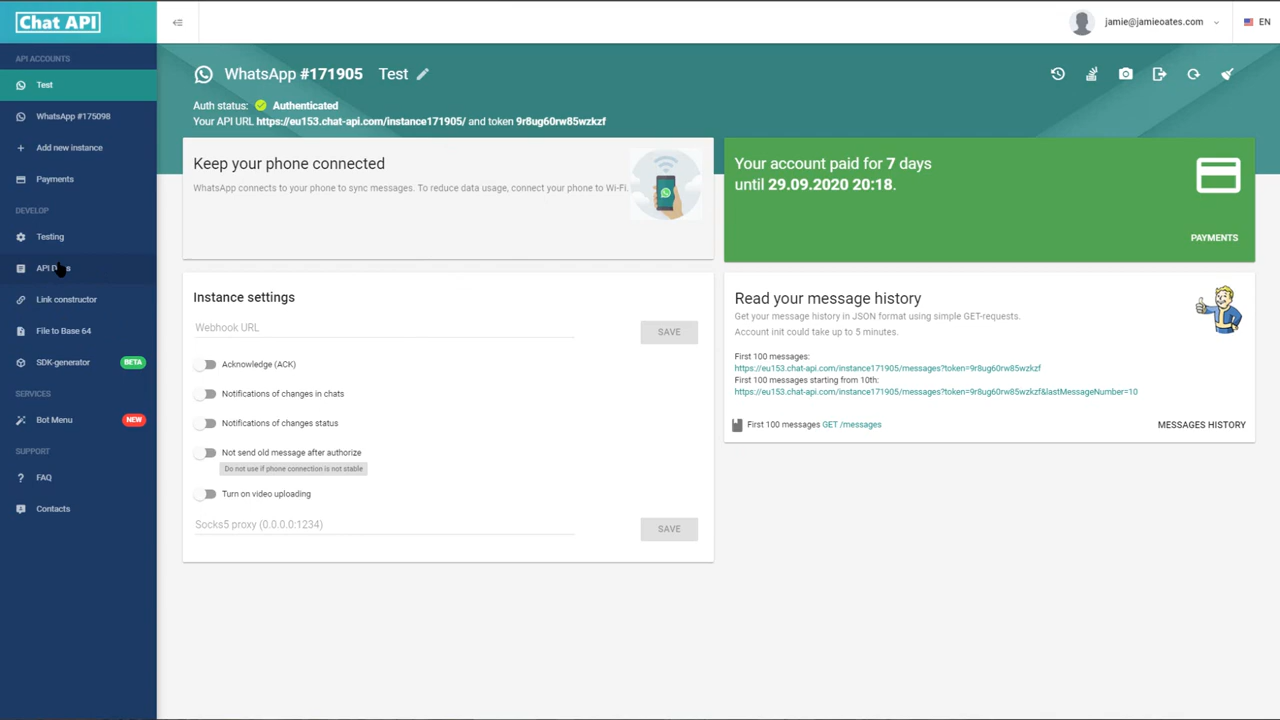 Chat API
jamie@jamieoates.com
EN
API ACCOUNTS
Test
WhatsApp #175098
Add new instance
Payments
DEVELOP
Testing
API
Link constructor
File to Base 64
SDK-generator BETA
SERVICES
Bot Menu NEW
SUPPORT
FAQ
Contacts
WhatsApp #171905 Test
Auth status: Authenticated
Your API URL https://eu153.chat-api.com/instance171905/ and token 9r8ug60rw85wzkzf
Keep your phone connected
WhatsApp connects to your phone to sync messages. To reduce data usage, connect your phone to Wi-Fi.
Your account paid for 7 days
until 29.09.2020 20:18.
PAYMENTS
Instance settings
Webhook URL
SAVE
Acknowledge (ACK)
Notifications of changes in chats
Notifications of changes status
Not send old message after authorize
Do not use if phone connection is not stable
Turn on video uploading
Socks5 proxy (0.0.0.0:1234)
SAVE
Read your message history
Get your message history in JSON format using simple GET-requests.
Account init could take up to 5 minutes.
First 100 messages:
https://eu153.chat-api.com/instance171905/messages?token=9r8ug60rw85wzkzf
First 100 messages starting from 10th:
https://eu153.chat-api.com/instance171905/messages?token=9r8ug60rw85wzkzf&lastMessageNumber=10
First 100 messages GET /messages
MESSAGES HISTORY